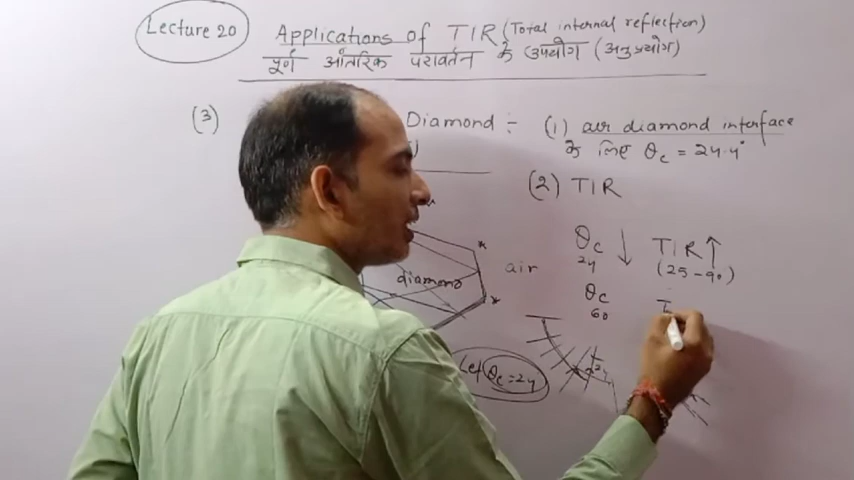 Lecture 20
Applications of TIR (Total internal reflection)
पूर्ण आंतरिक परावर्तन के उपयोग (अनुप्रयोग)
(3) Diamond :-
(1) air diamond interface
के लिए θc = 24.4°
(2) TIR
θc ↓ TIR ↑
24 (25-90)
θc
60
air
diamond
Let θc = 24
24